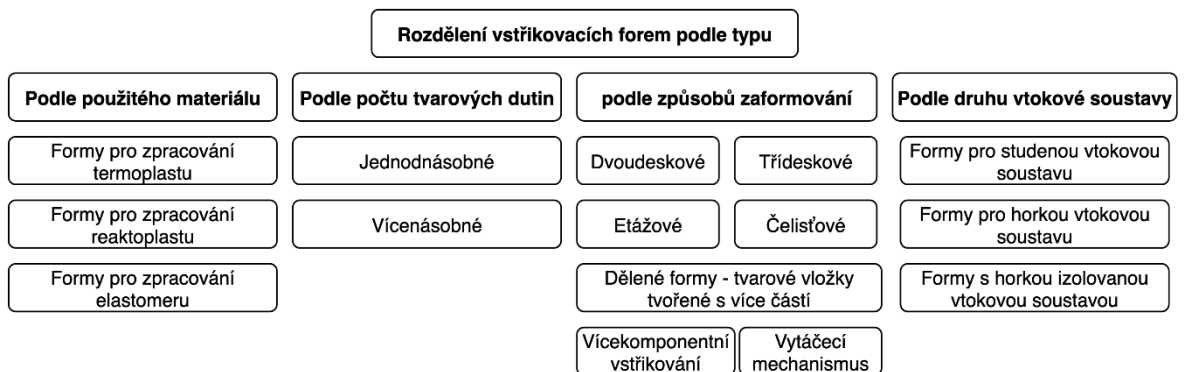 Rozdělení vstřikovacích forem podle typu
Podle použitého materiálu
Podle počtu tvarových dutin
podle způsobů zaformování
Podle druhu vtokové soustavy
Formy pro zpracování
termoplastu
Formy pro zpracování
reaktoplastu
Formy pro zpracování
elastomeru
Jednodnásobné
Vícenásobné
Dvoudeskové
Třídeskové
Etážové
Čelisťové
Dělené formy - tvarové vložky
tvořené s více částí
Vícekomponentní
vstřikování
Vytáčecí
mechanismus
Formy pro studenou vtokovou
soustavu
Formy pro horkou vtokovou
soustavu
Formy s horkou izolovanou
vtokovou soustavou